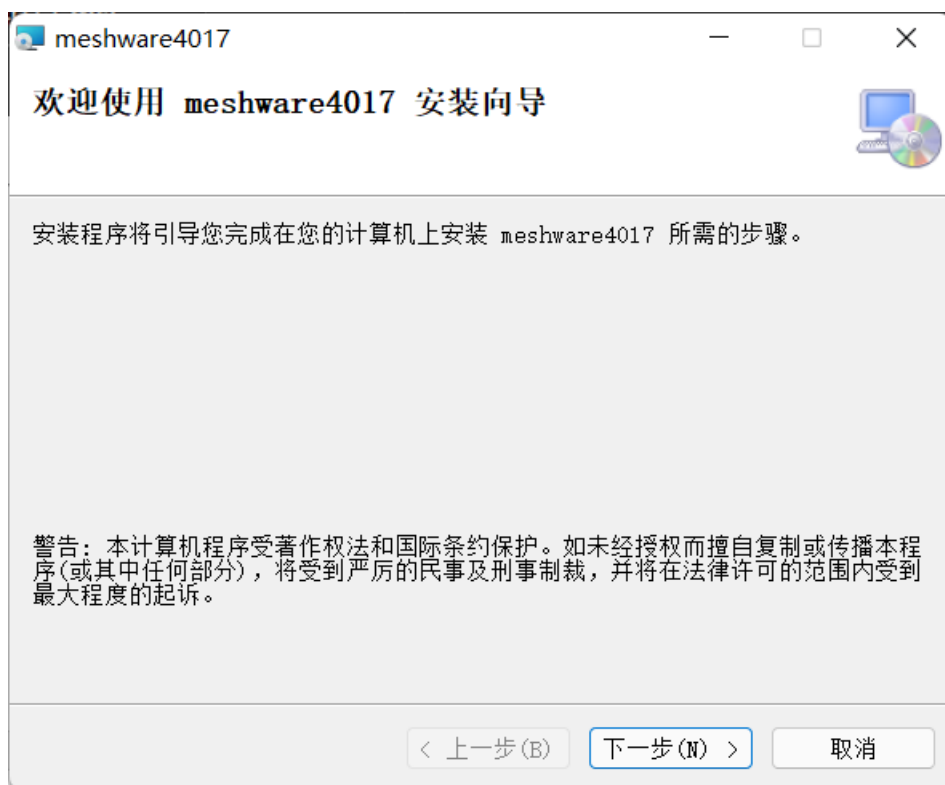 meshware4017
欢迎使用 meshware4017 安装向导
安装程序将引导您完成在您的计算机上安装 meshware4017 所需的步骤。
警告: 本计算机程序受著作权法和国际条约保护。如未经授权而擅自复制或传播本程
序(或其中任何部分)，将受到严厉的民事及刑事制裁，并将在法律许可的范围内受到
最大程度的起诉。
< 上一步(B) 下一步(N) > 取消